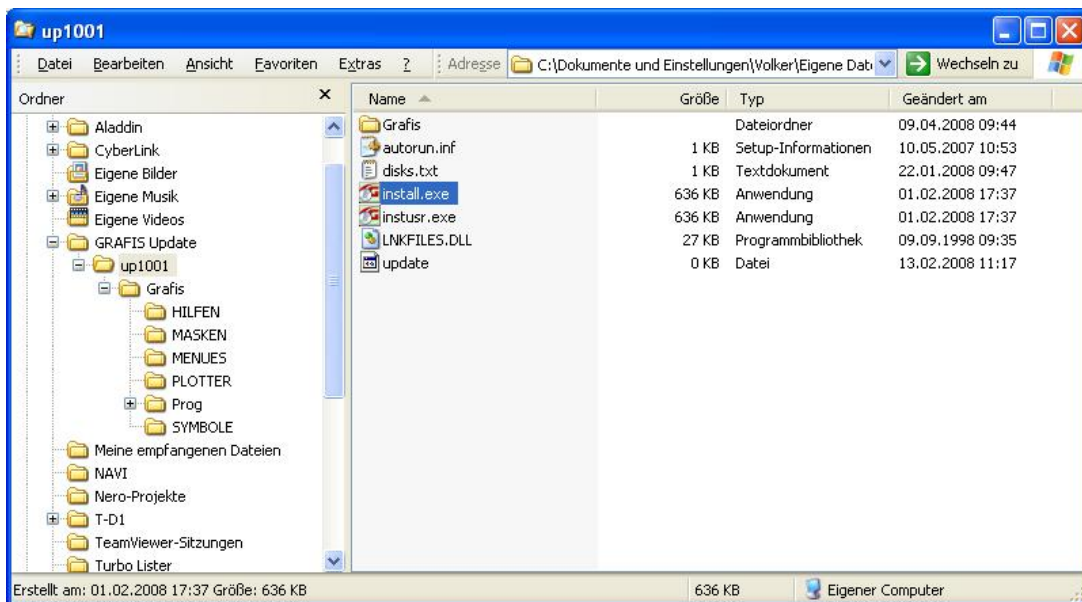 up1001
Datei Bearbeiten Ansicht Favoriten Extras ? Adresse C:\Dokumente und Einstellungen\Volker\Eigene Date Wechseln zu
Ordner
Aladdin
CyberLink
Eigene Bilder
Eigene Musik
Eigene Videos
GRAFIS Update
up1001
Grafis
HILFEN
MASKEN
MENUES
PLOTTER
Prog
SYMBOLE
Meine empfangenen Dateien
NAVI
Nero-Projekte
T-D1
TeamViewer-Sitzungen
Turbo Lister
Name Größe Typ Geändert am
Grafis Dateiordner 09.04.2008 09:44
autorun.inf 1 KB Setup-Informationen 10.05.2007 10:53
disks.txt 1 KB Textdokument 22.01.2008 09:47
install.exe 636 KB Anwendung 01.02.2008 17:37
instusr.exe 636 KB Anwendung 01.02.2008 17:37
LNKFILES.DLL 27 KB Programmbibliothek 09.09.1998 09:35
update 0 KB Datei 13.02.2008 11:17
Erstellt am: 01.02.2008 17:37 Größe: 636 KB 636 KB Eigener Computer